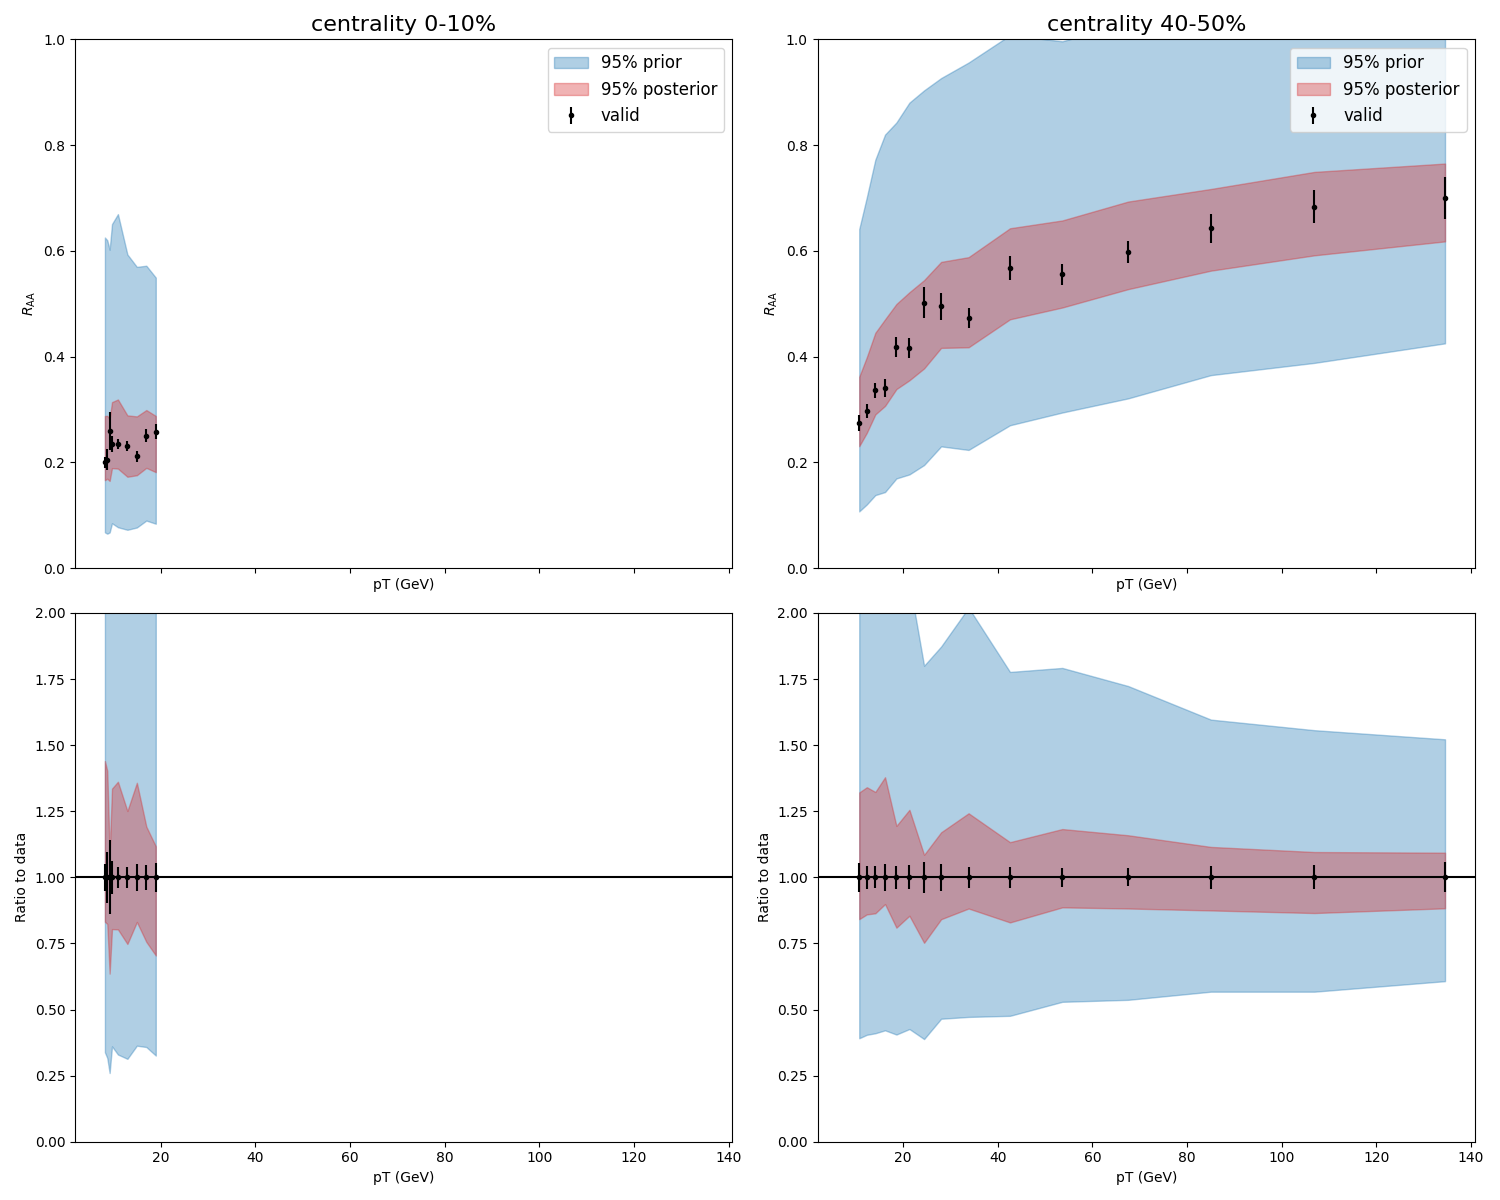 centrality 0-10%
1.0
0.8
0.6
0.4
0.2
0.0
R_AA
pT (GeV)
95% prior
95% posterior
valid
centrality 40-50%
1.0
0.8
0.6
0.4
0.2
0.0
R_AA
pT (GeV)
95% prior
95% posterior
valid
2.00
1.75
1.50
1.25
1.00
0.75
0.50
0.25
0.00
Ratio to data
20 40 60 80 100 120 140
pT (GeV)
2.00
1.75
1.50
1.25
1.00
0.75
0.50
0.25
0.00
Ratio to data
20 40 60 80 100 120 140
pT (GeV)